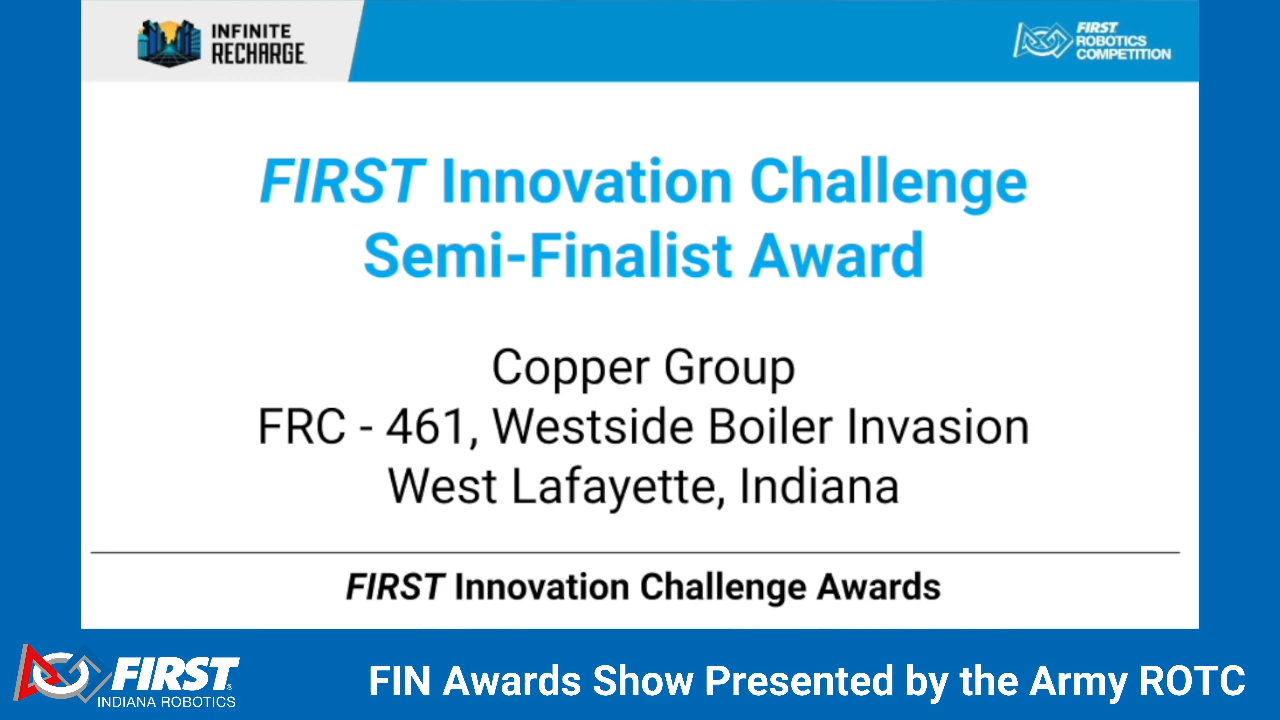 INFINITE
RECHARGE
FIRST
ROBOTICS
COMPETITION
FIRST Innovation Challenge
Semi-Finalist Award
Copper Group
FRC - 461, Westside Boiler Invasion
West Lafayette, Indiana
FIRST Innovation Challenge Awards
FIRST
INDIANA ROBOTICS
FIN Awards Show Presented by the Army ROTC